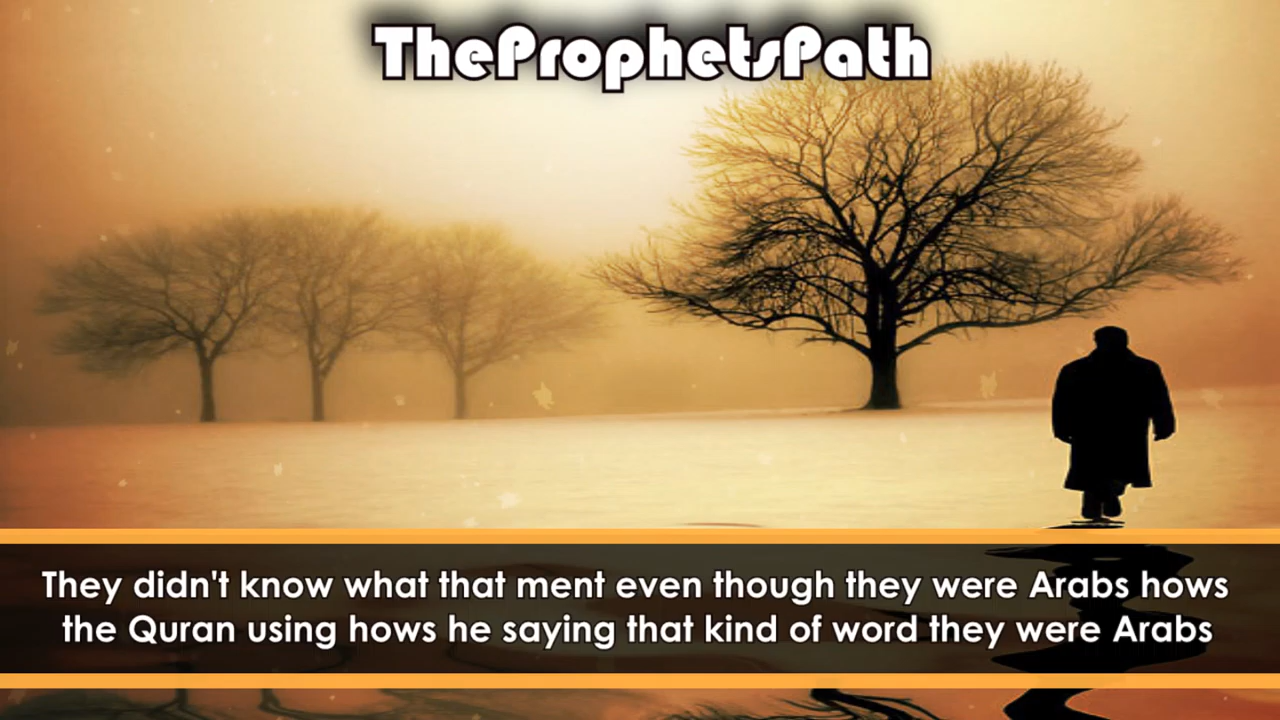 TheProphetsPath
They didn't know what that ment even though they were Arabs hows
the Quran using hows he saying that kind of word they were Arabs